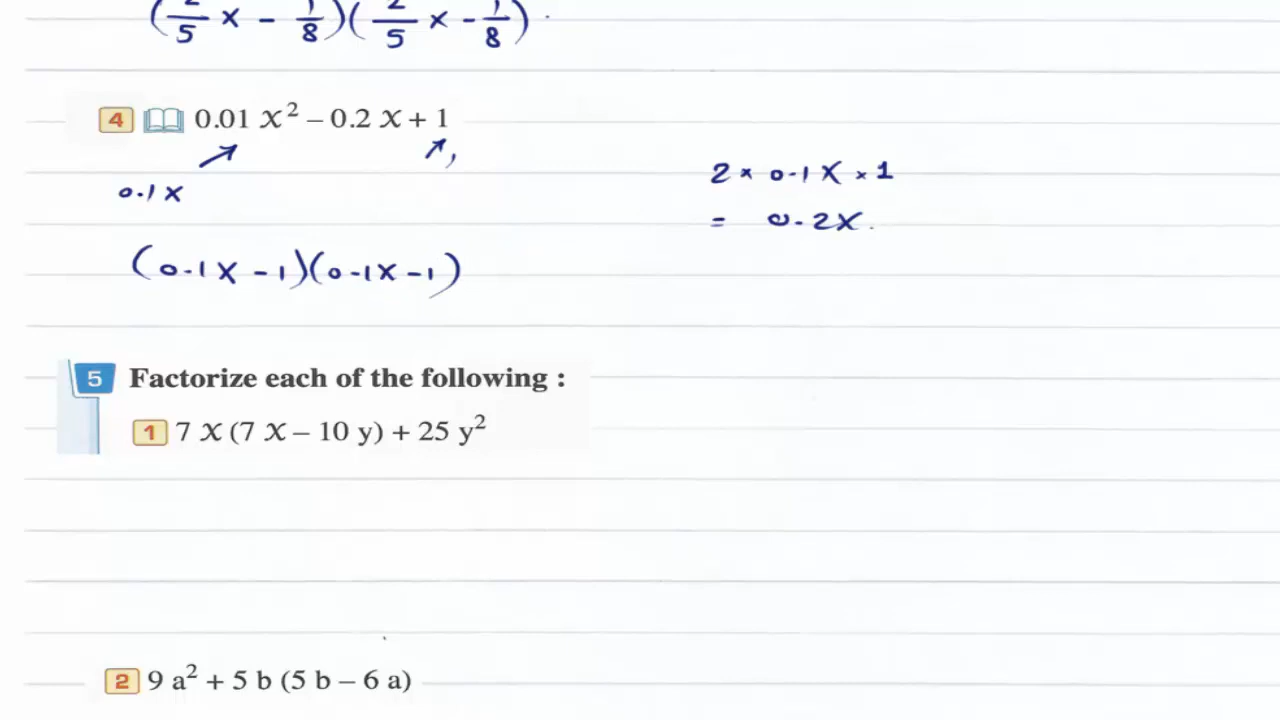 (2/5 x - 1/8)(2/5 x - 1/8).
4 0.01 x² – 0.2 x + 1
0.1 x
1
2 × 0.1 x × 1
= 0.2x.
(0.1x - 1)(0.1x - 1)
5 Factorize each of the following :
1 7 x (7 x – 10 y) + 25 y²
2 9 a² + 5 b (5 b – 6 a)